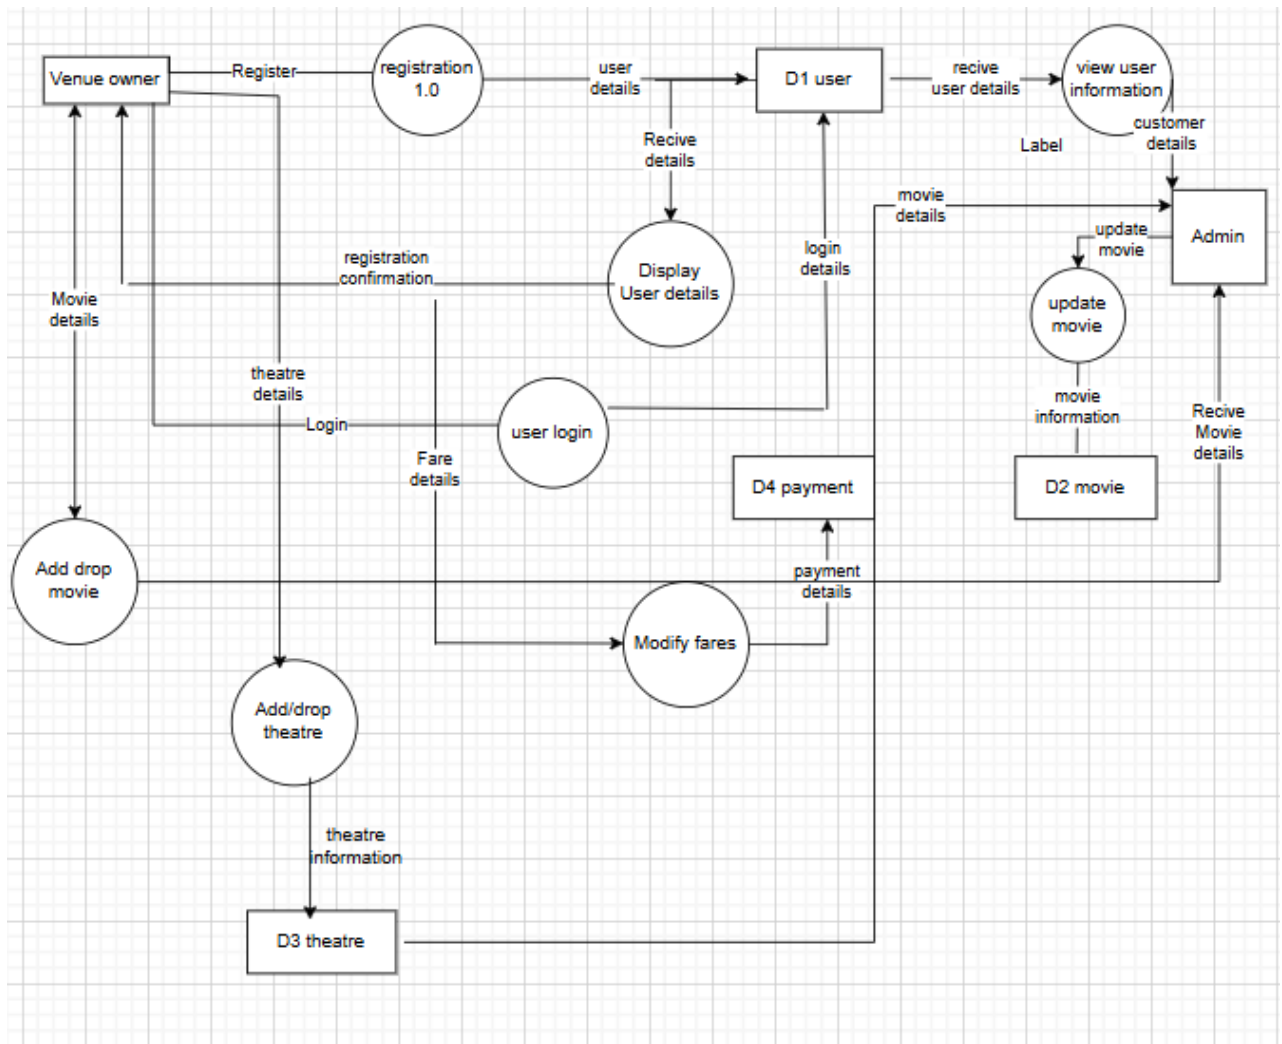 Venue owner
Register
registration
1.0
user
details
D1 user
recive
user details
view user
information
customer
details
Label
Recive
details
movie
details
Admin
update
movie
login
details
registration
confirmation
Display
User details
Movie
details
update
movie
theatre
details
movie
information
Recive
Movie
details
Login
user login
Fare
details
D4 payment
D2 movie
Add drop
movie
payment
details
Modify fares
Add/drop
theatre
theatre
information
D3 theatre